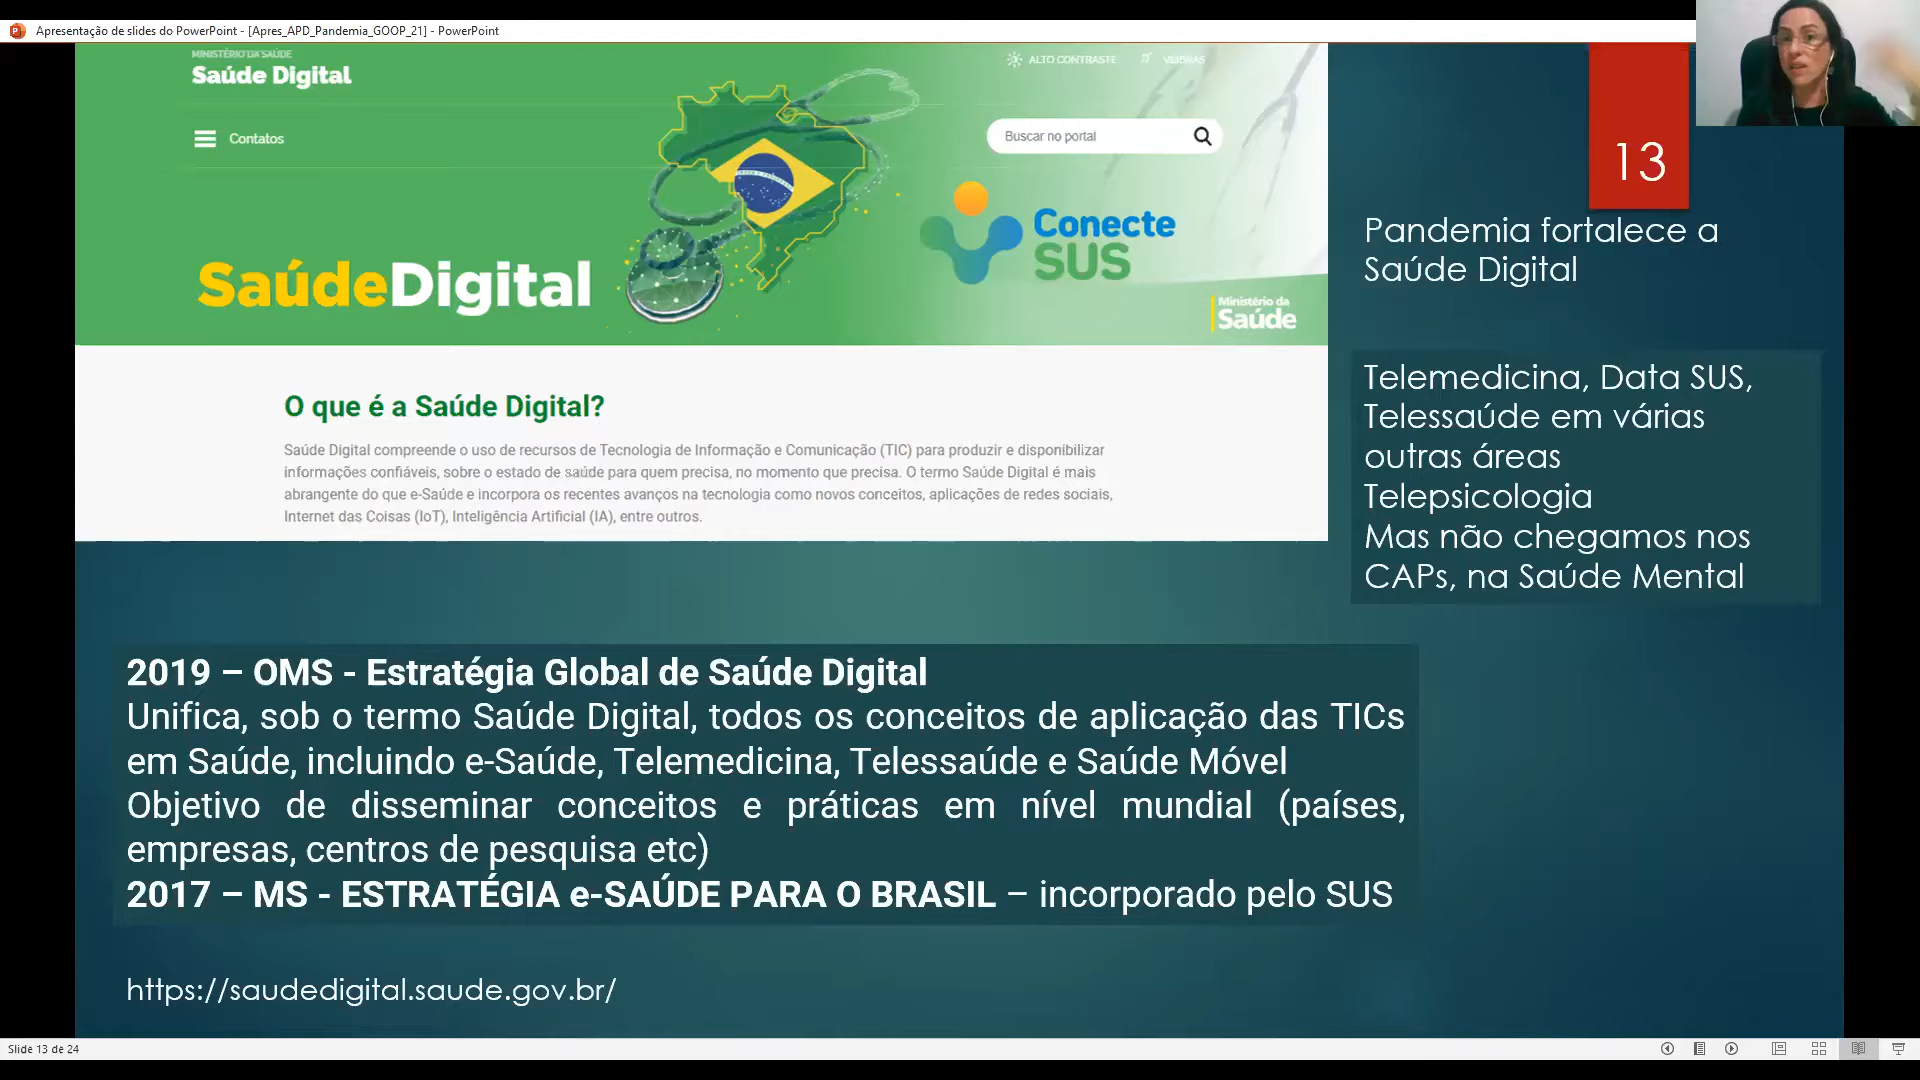 Apresentação de slides do PowerPoint - [Apres_APD_Pandemia_GOOP_21] - PowerPoint
MINISTÉRIO DA SAÚDE
Saúde Digital
ALTO CONTRASTE
VLIBRAS
Contatos
Buscar no portal
SaúdeDigital
Conecte
SUS
Ministério da
Saúde
O que é a Saúde Digital?
Saúde Digital compreende o uso de recursos de Tecnologia de Informação e Comunicação (TIC) para produzir e disponibilizar
informações confiáveis, sobre o estado de saúde para quem precisa, no momento que precisa. O termo Saúde Digital é mais
abrangente do que e-Saúde e incorpora os recentes avanços na tecnologia como novos conceitos, aplicações de redes sociais,
Internet das Coisas (IoT), Inteligência Artificial (IA), entre outros.
13
Pandemia fortalece a
Saúde Digital
Telemedicina, Data SUS,
Telessaúde em várias
outras áreas
Telepsicologia
Mas não chegamos nos
CAPs, na Saúde Mental
2019 – OMS - Estratégia Global de Saúde Digital
Unifica, sob o termo Saúde Digital, todos os conceitos de aplicação das TICs
em Saúde, incluindo e-Saúde, Telemedicina, Telessaúde e Saúde Móvel
Objetivo de disseminar conceitos e práticas em nível mundial (países,
empresas, centros de pesquisa etc)
2017 – MS - ESTRATÉGIA e-SAÚDE PARA O BRASIL – incorporado pelo SUS
https://saudedigital.saude.gov.br/
Slide 13 de 24